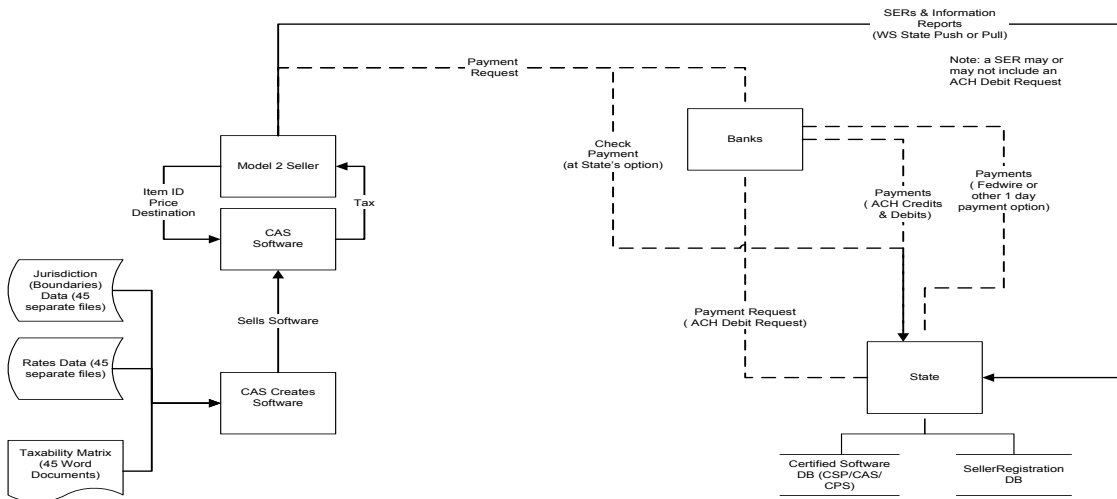 SERs & Information
Reports
(WS State Push or Pull)
Note: a SER may or
may not include an
ACH Debit Request
Payment
Request
Banks
Model 2 Seller
Check
Payment
(at State's option)
Payments
( Fedwire or
other 1 day
payment option)
Payments
( ACH Credits
& Debits)
Item ID
Price
Destination
Tax
CAS
Software
Jurisdiction
(Boundaries)
Data (45
separate files)
Sells Software
Payment Request
( ACH Debit Request)
Rates Data (45
separate files)
CAS Creates
Software
State
Taxability Matrix
(45 Word
Documents)
Certified Software
DB (CSP/CAS/
CPS)
SellerRegistration
DB